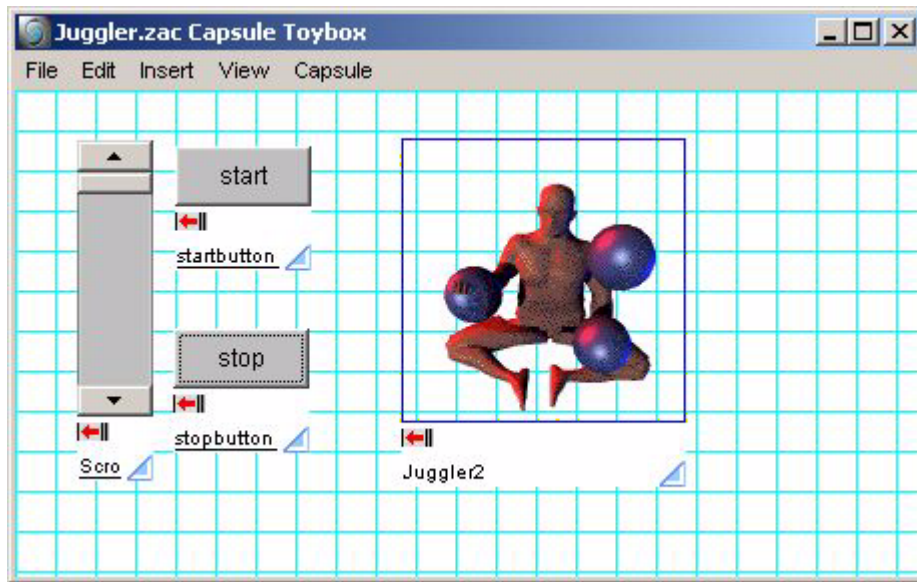 Juggler.zac Capsule Toybox
File Edit Insert View Capsule
start
startbutton
stop
stopbutton
Scro
Juggler2